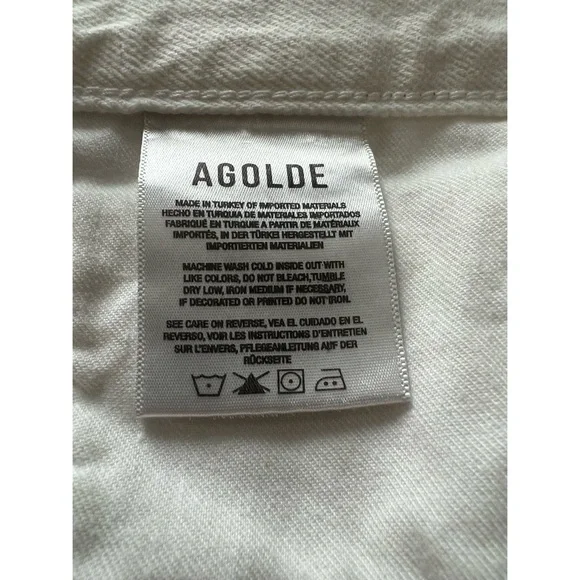 AGOLDE
MADE IN TURKEY OF IMPORTED MATERIALS
HECHO EN TURQUIA DE MATERIALES IMPORTADOS
FABRIQUÉ EN TURQUIE A PARTIR DE MATÉRIAUX
IMPORTÉS, IN DER TÜRKEI HERGESTELLT MIT
IMPORTIERTEN MATERIALIEN
MACHINE WASH COLD INSIDE OUT WITH
LIKE COLORS, DO NOT BLEACH,TUMBLE
DRY LOW, IRON MEDIUM IF NECESSARY,
IF DECORATED OR PRINTED DO NOT IRON.
SEE CARE ON REVERSE, VEA EL CUIDADO EN EL
REVERSO, VOIR LES INSTRUCTIONS D'ENTRETIEN
SUR L'ENVERS, PFLEGEANLEITUNG AUF DER
RÜCKSEITE